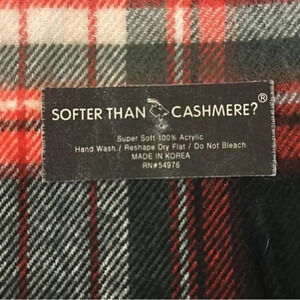 SOFTER THAN CASHMERE?®
Super Soft 100% Acrylic
Hand Wash / Reshape Dry Flat / Do Not Bleach
MADE IN KOREA
RN#54976